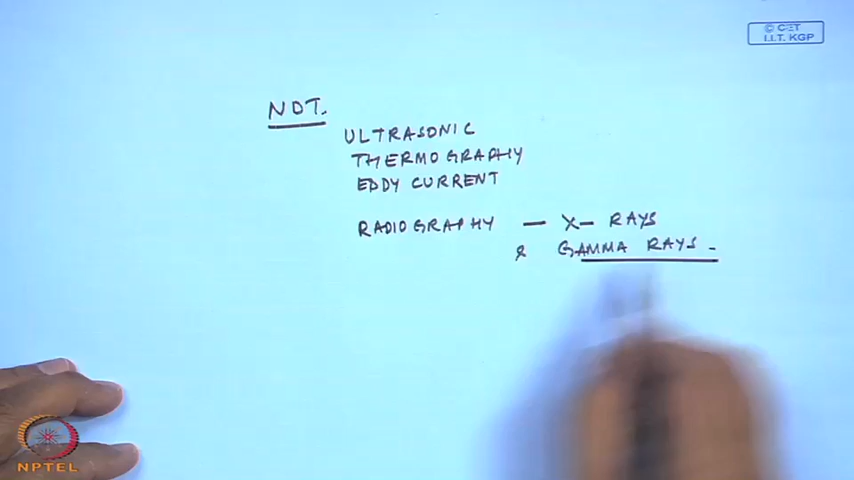 © CET
I.I.T. KGP
NDT.
ULTRASONIC
THERMOGRAPHY
EDDY CURRENT
RADIOGRAPHY — X- RAYS
& GAMMA RAYS -
NPTEL